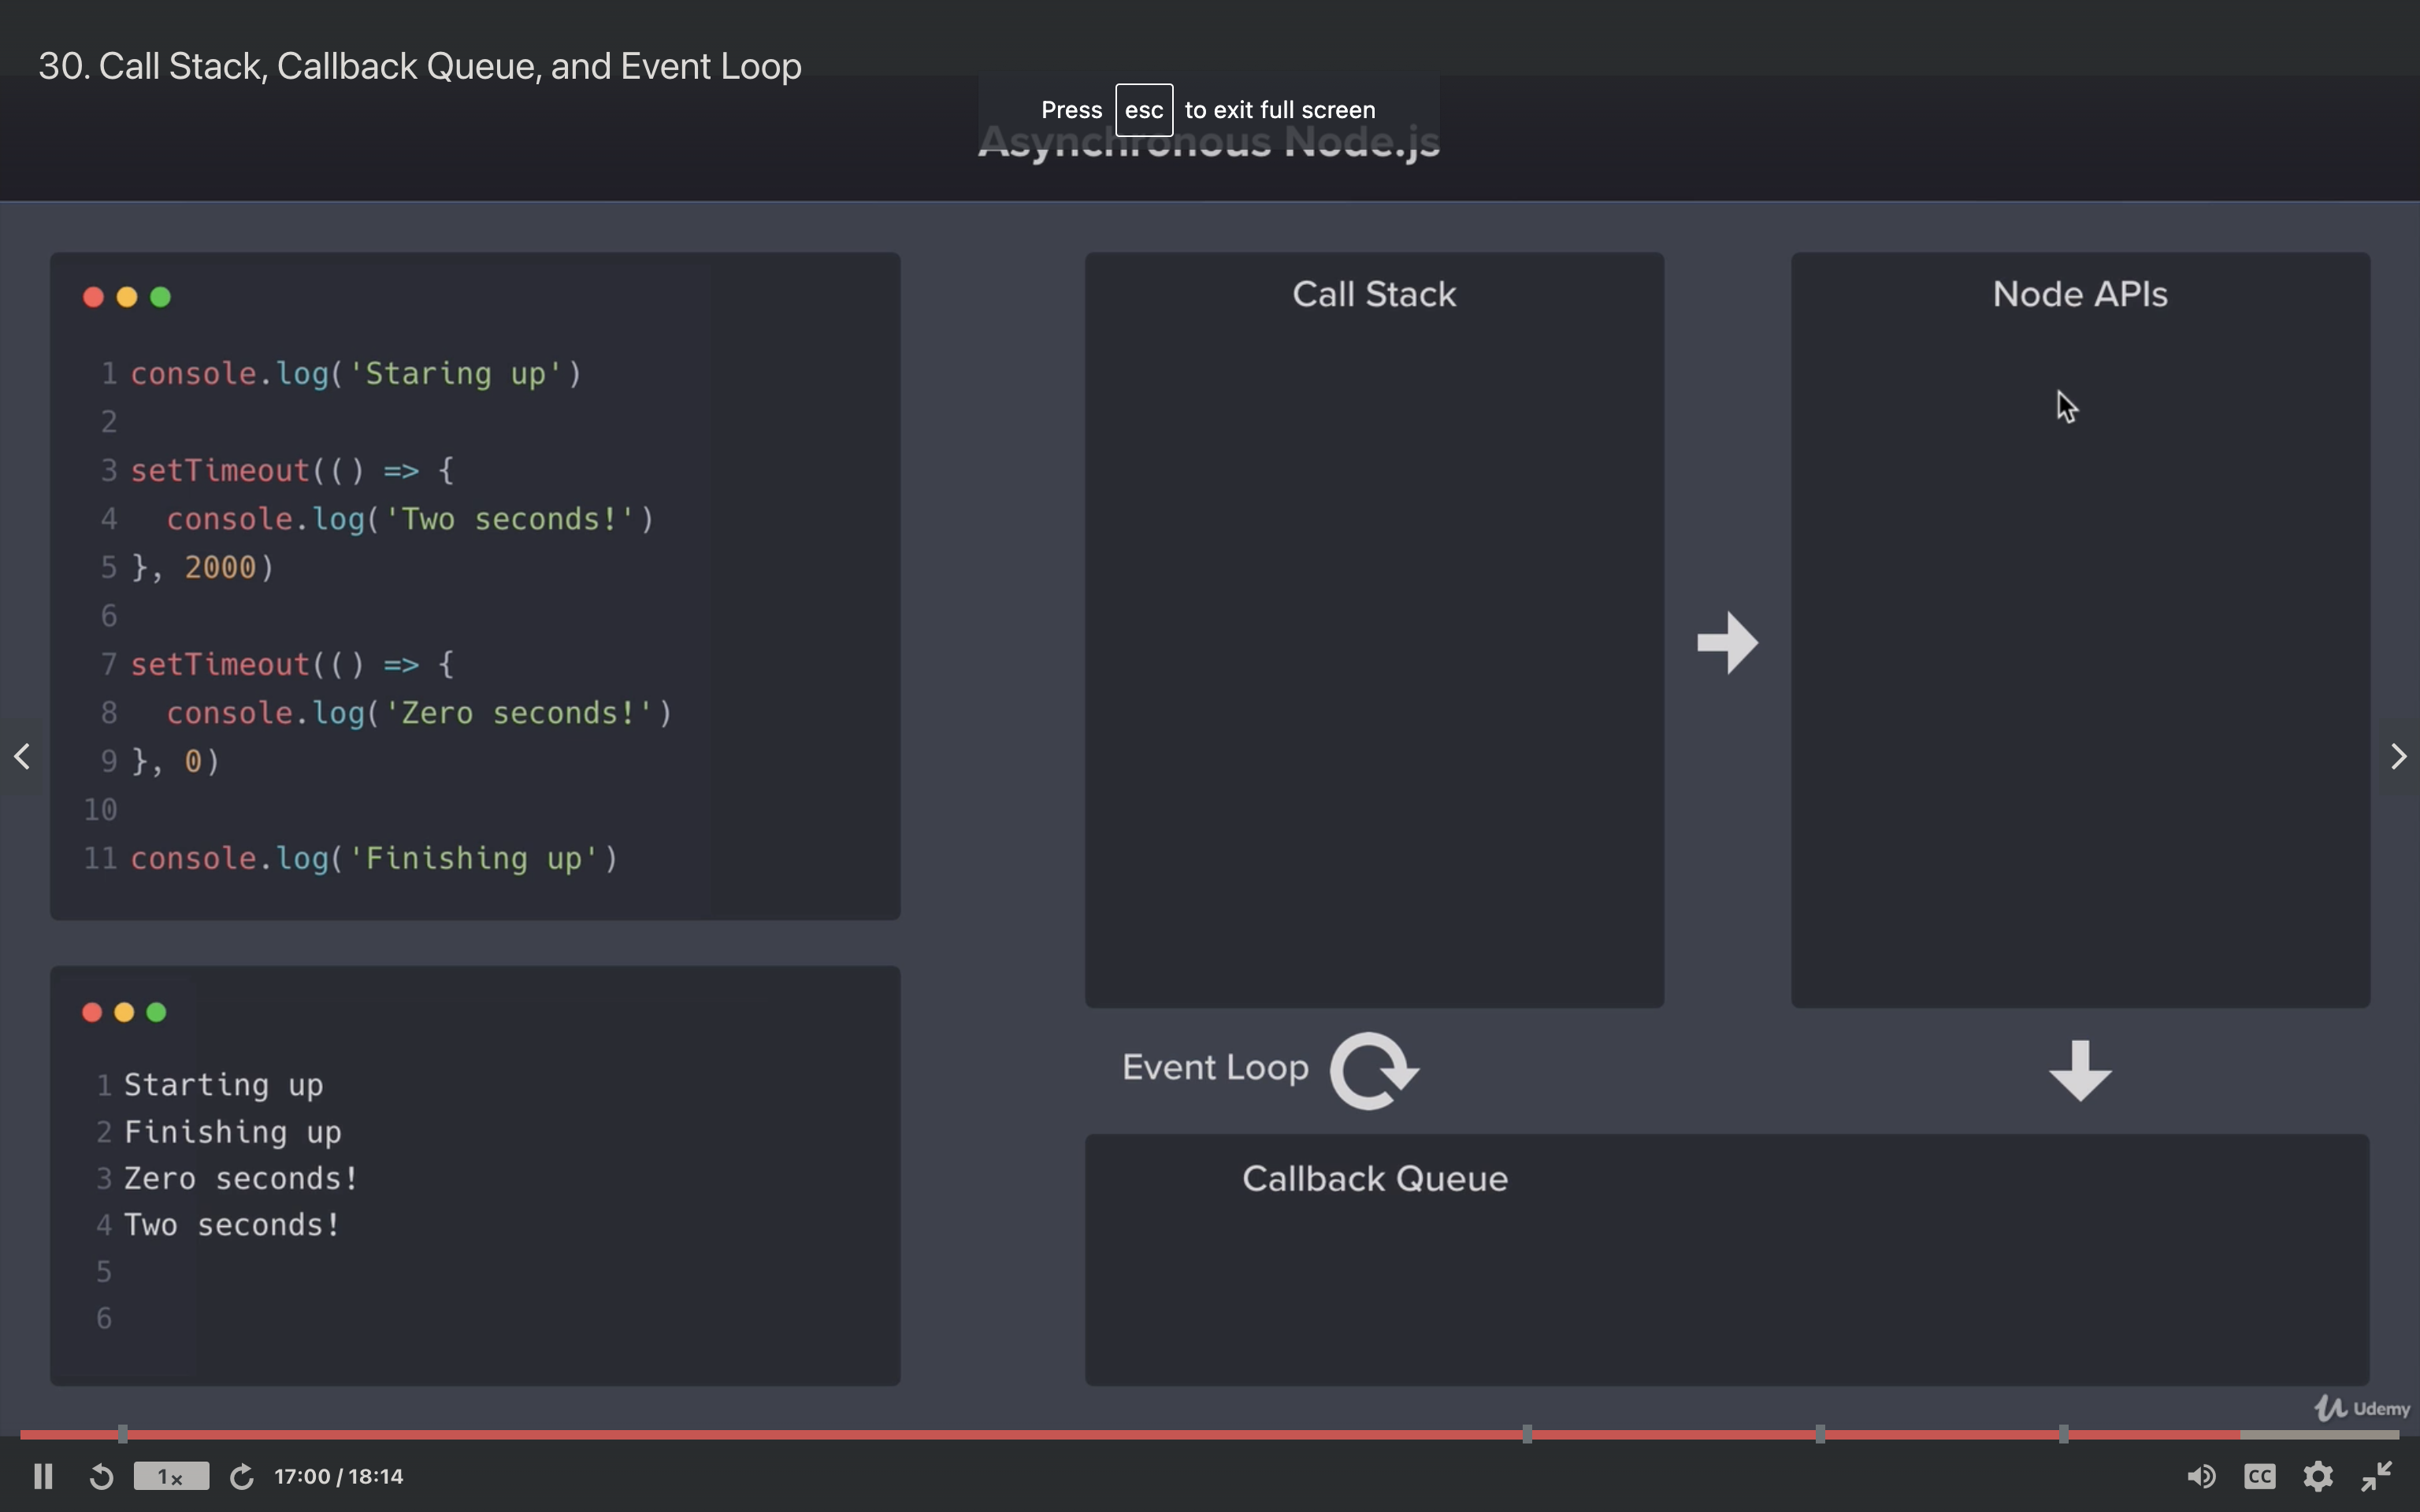 30. Call Stack, Callback Queue, and Event Loop
Press esc to exit full screen
Asynchronous Node.js
1 console.log('Staring up')
2
3 setTimeout(() => {
4 console.log('Two seconds!')
5 }, 2000)
6
7 setTimeout(() => {
8 console.log('Zero seconds!')
9 }, 0)
10
11 console.log('Finishing up')
Call Stack
Node APIs
1 Starting up
2 Finishing up
3 Zero seconds!
4 Two seconds!
5
6
Event Loop
Callback Queue
Udemy
1x
17:00 / 18:14
CC